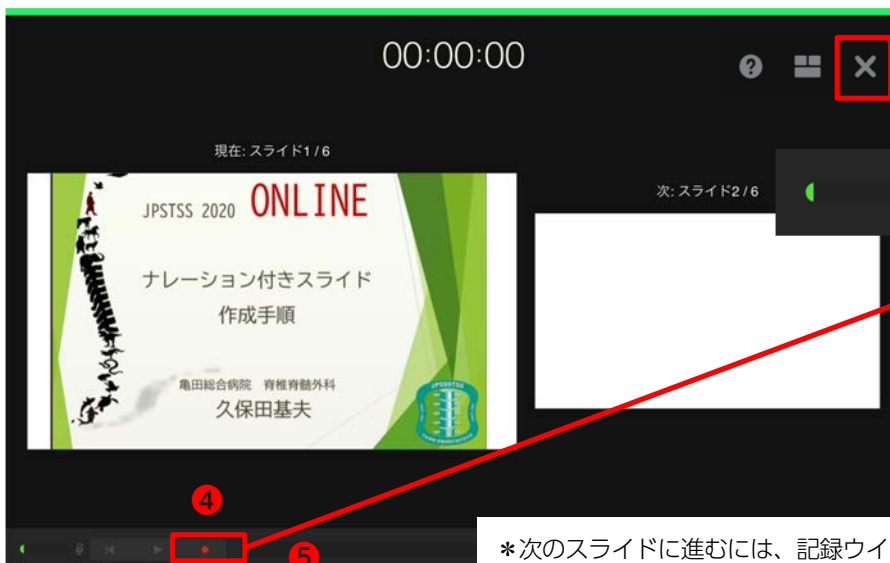 00:00:00
?
現在: スライド1 / 6
次: スライド2 / 6
JPSTSS 2020 ONLINE
ナレーション付きスライド
作成手順
亀田総合病院 脊椎脊髄外科
久保田基夫
JPSTSS
4
5
*次のスライドに進むには、記録ウイ